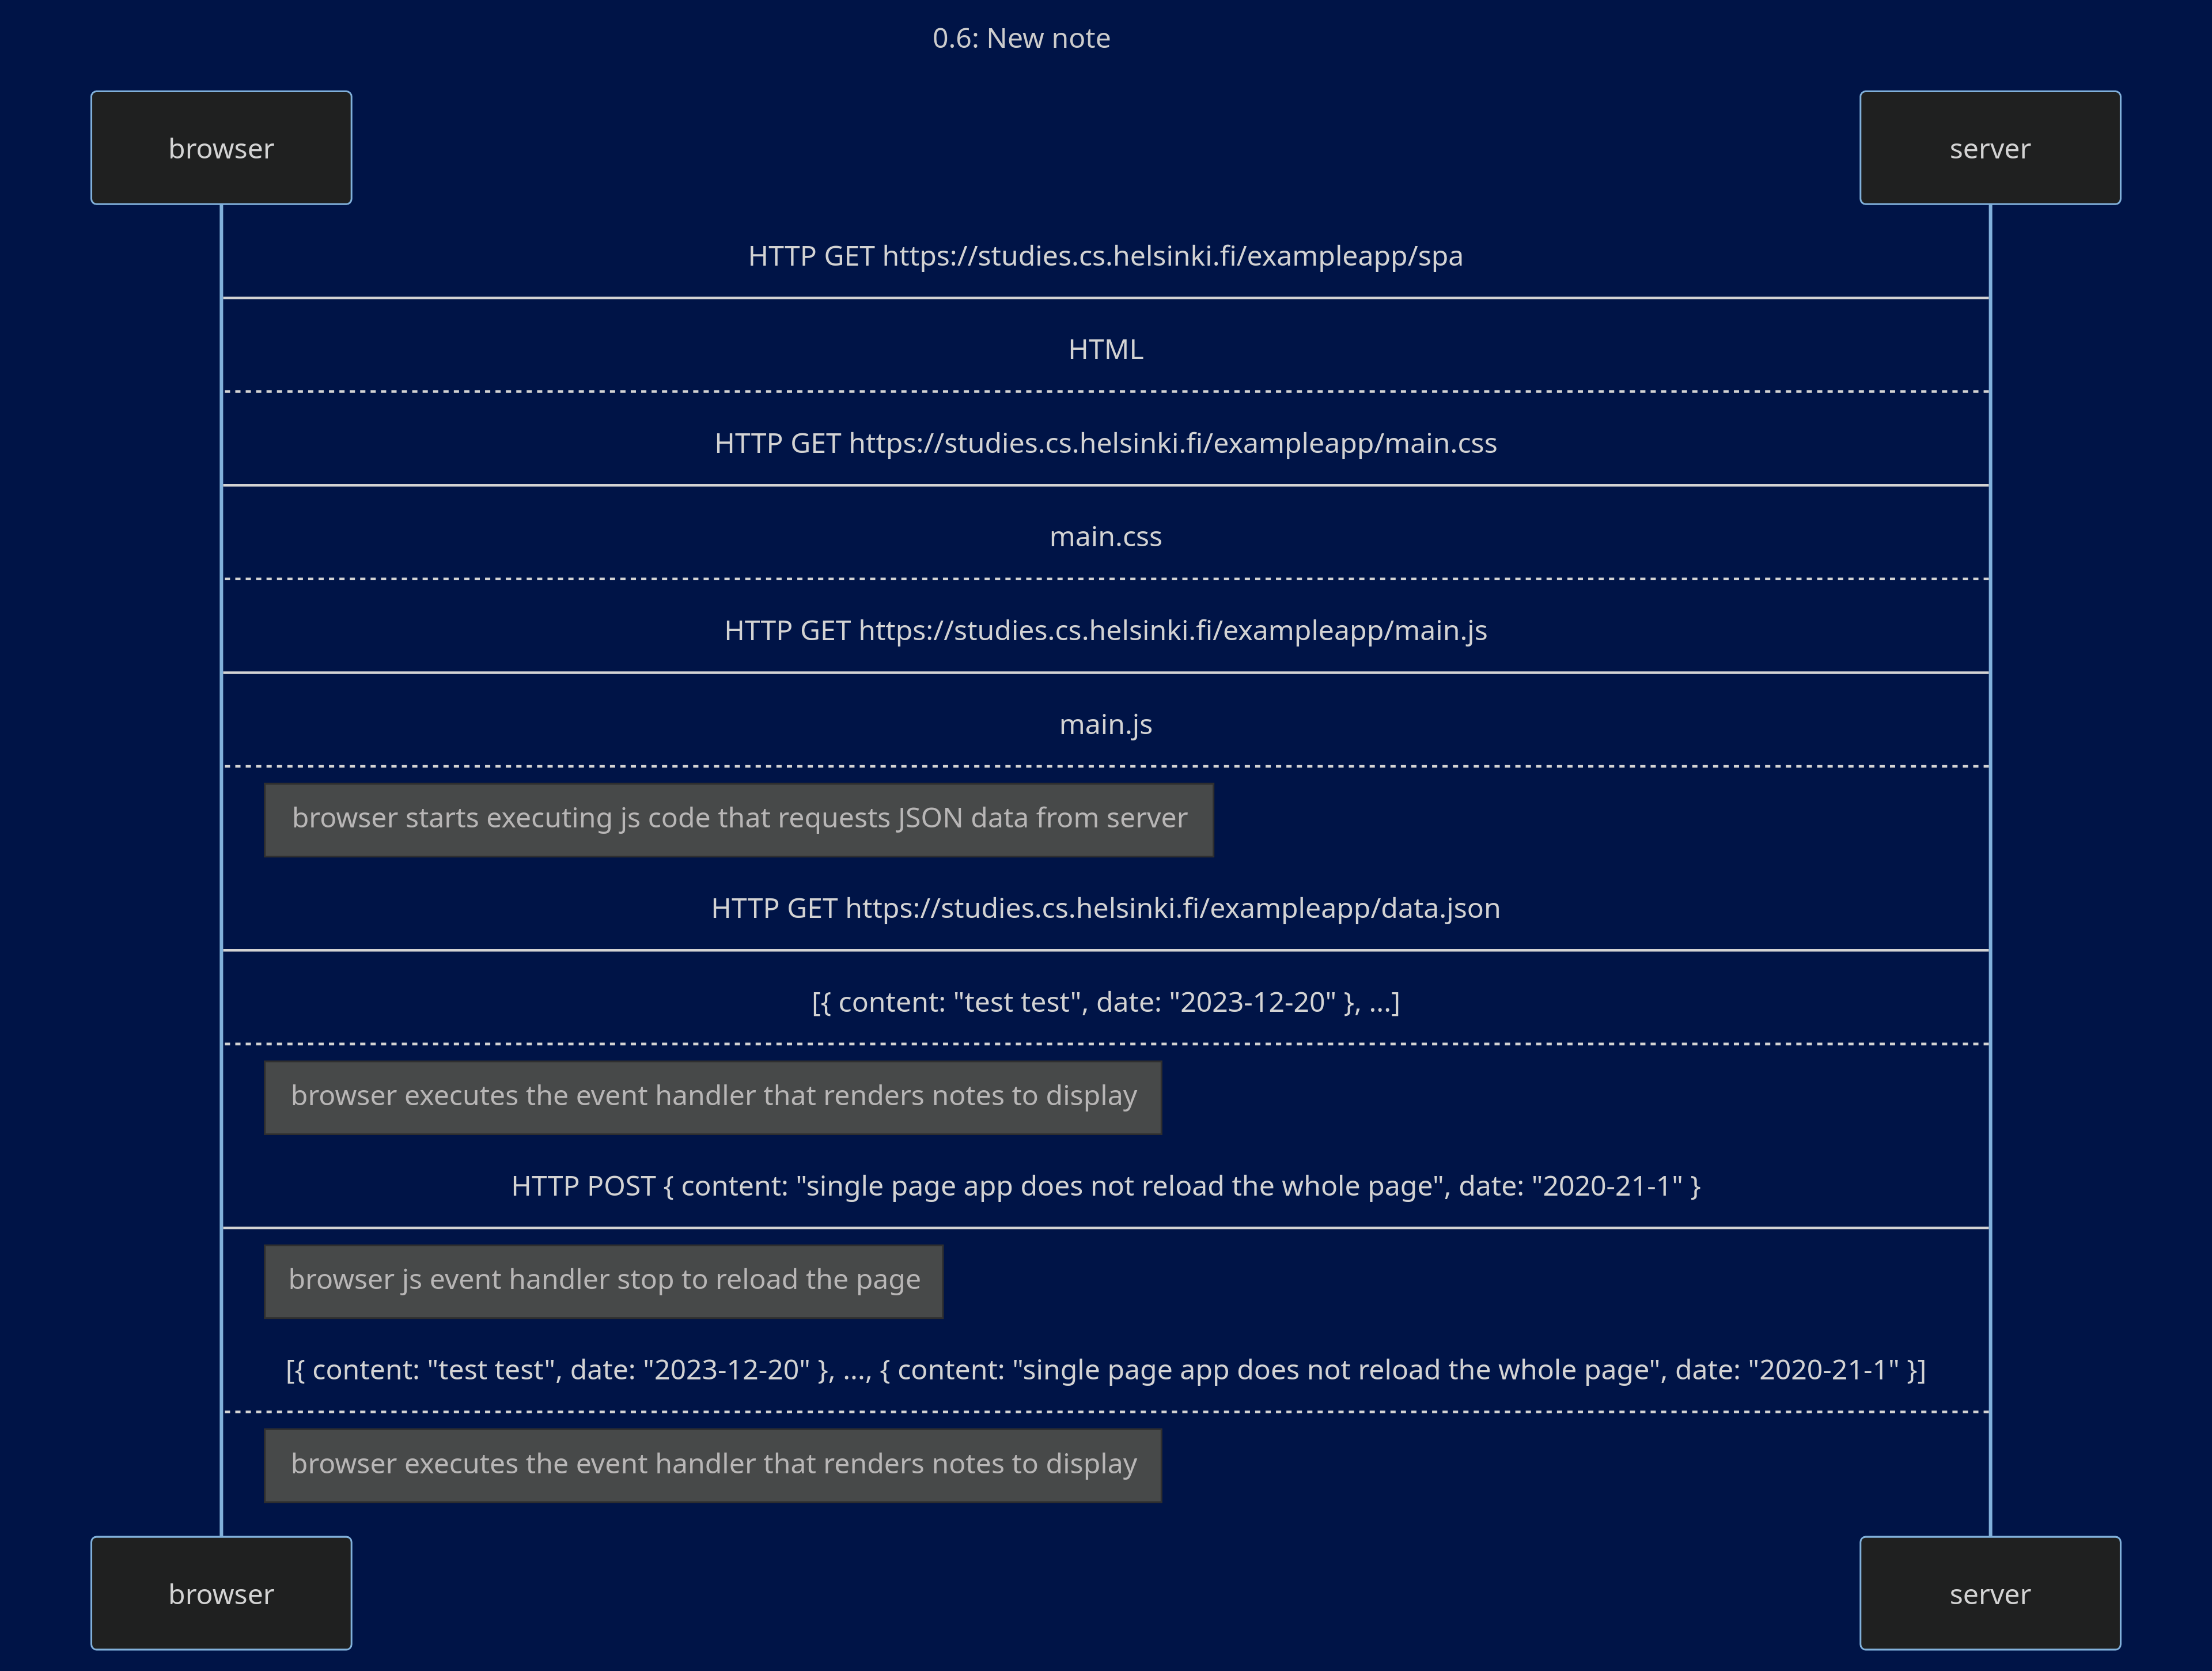 0.6: New note
browser
server
HTTP GET https://studies.cs.helsinki.fi/exampleapp/spa
HTML
HTTP GET https://studies.cs.helsinki.fi/exampleapp/main.css
main.css
HTTP GET https://studies.cs.helsinki.fi/exampleapp/main.js
main.js
browser starts executing js code that requests JSON data from server
HTTP GET https://studies.cs.helsinki.fi/exampleapp/data.json
[{ content: "test test", date: "2023-12-20" }, ...]
browser executes the event handler that renders notes to display
HTTP POST { content: "single page app does not reload the whole page", date: "2020-21-1" }
browser js event handler stop to reload the page
[{ content: "test test", date: "2023-12-20" }, ..., { content: "single page app does not reload the whole page", date: "2020-21-1" }]
browser executes the event handler that renders notes to display
browser
server